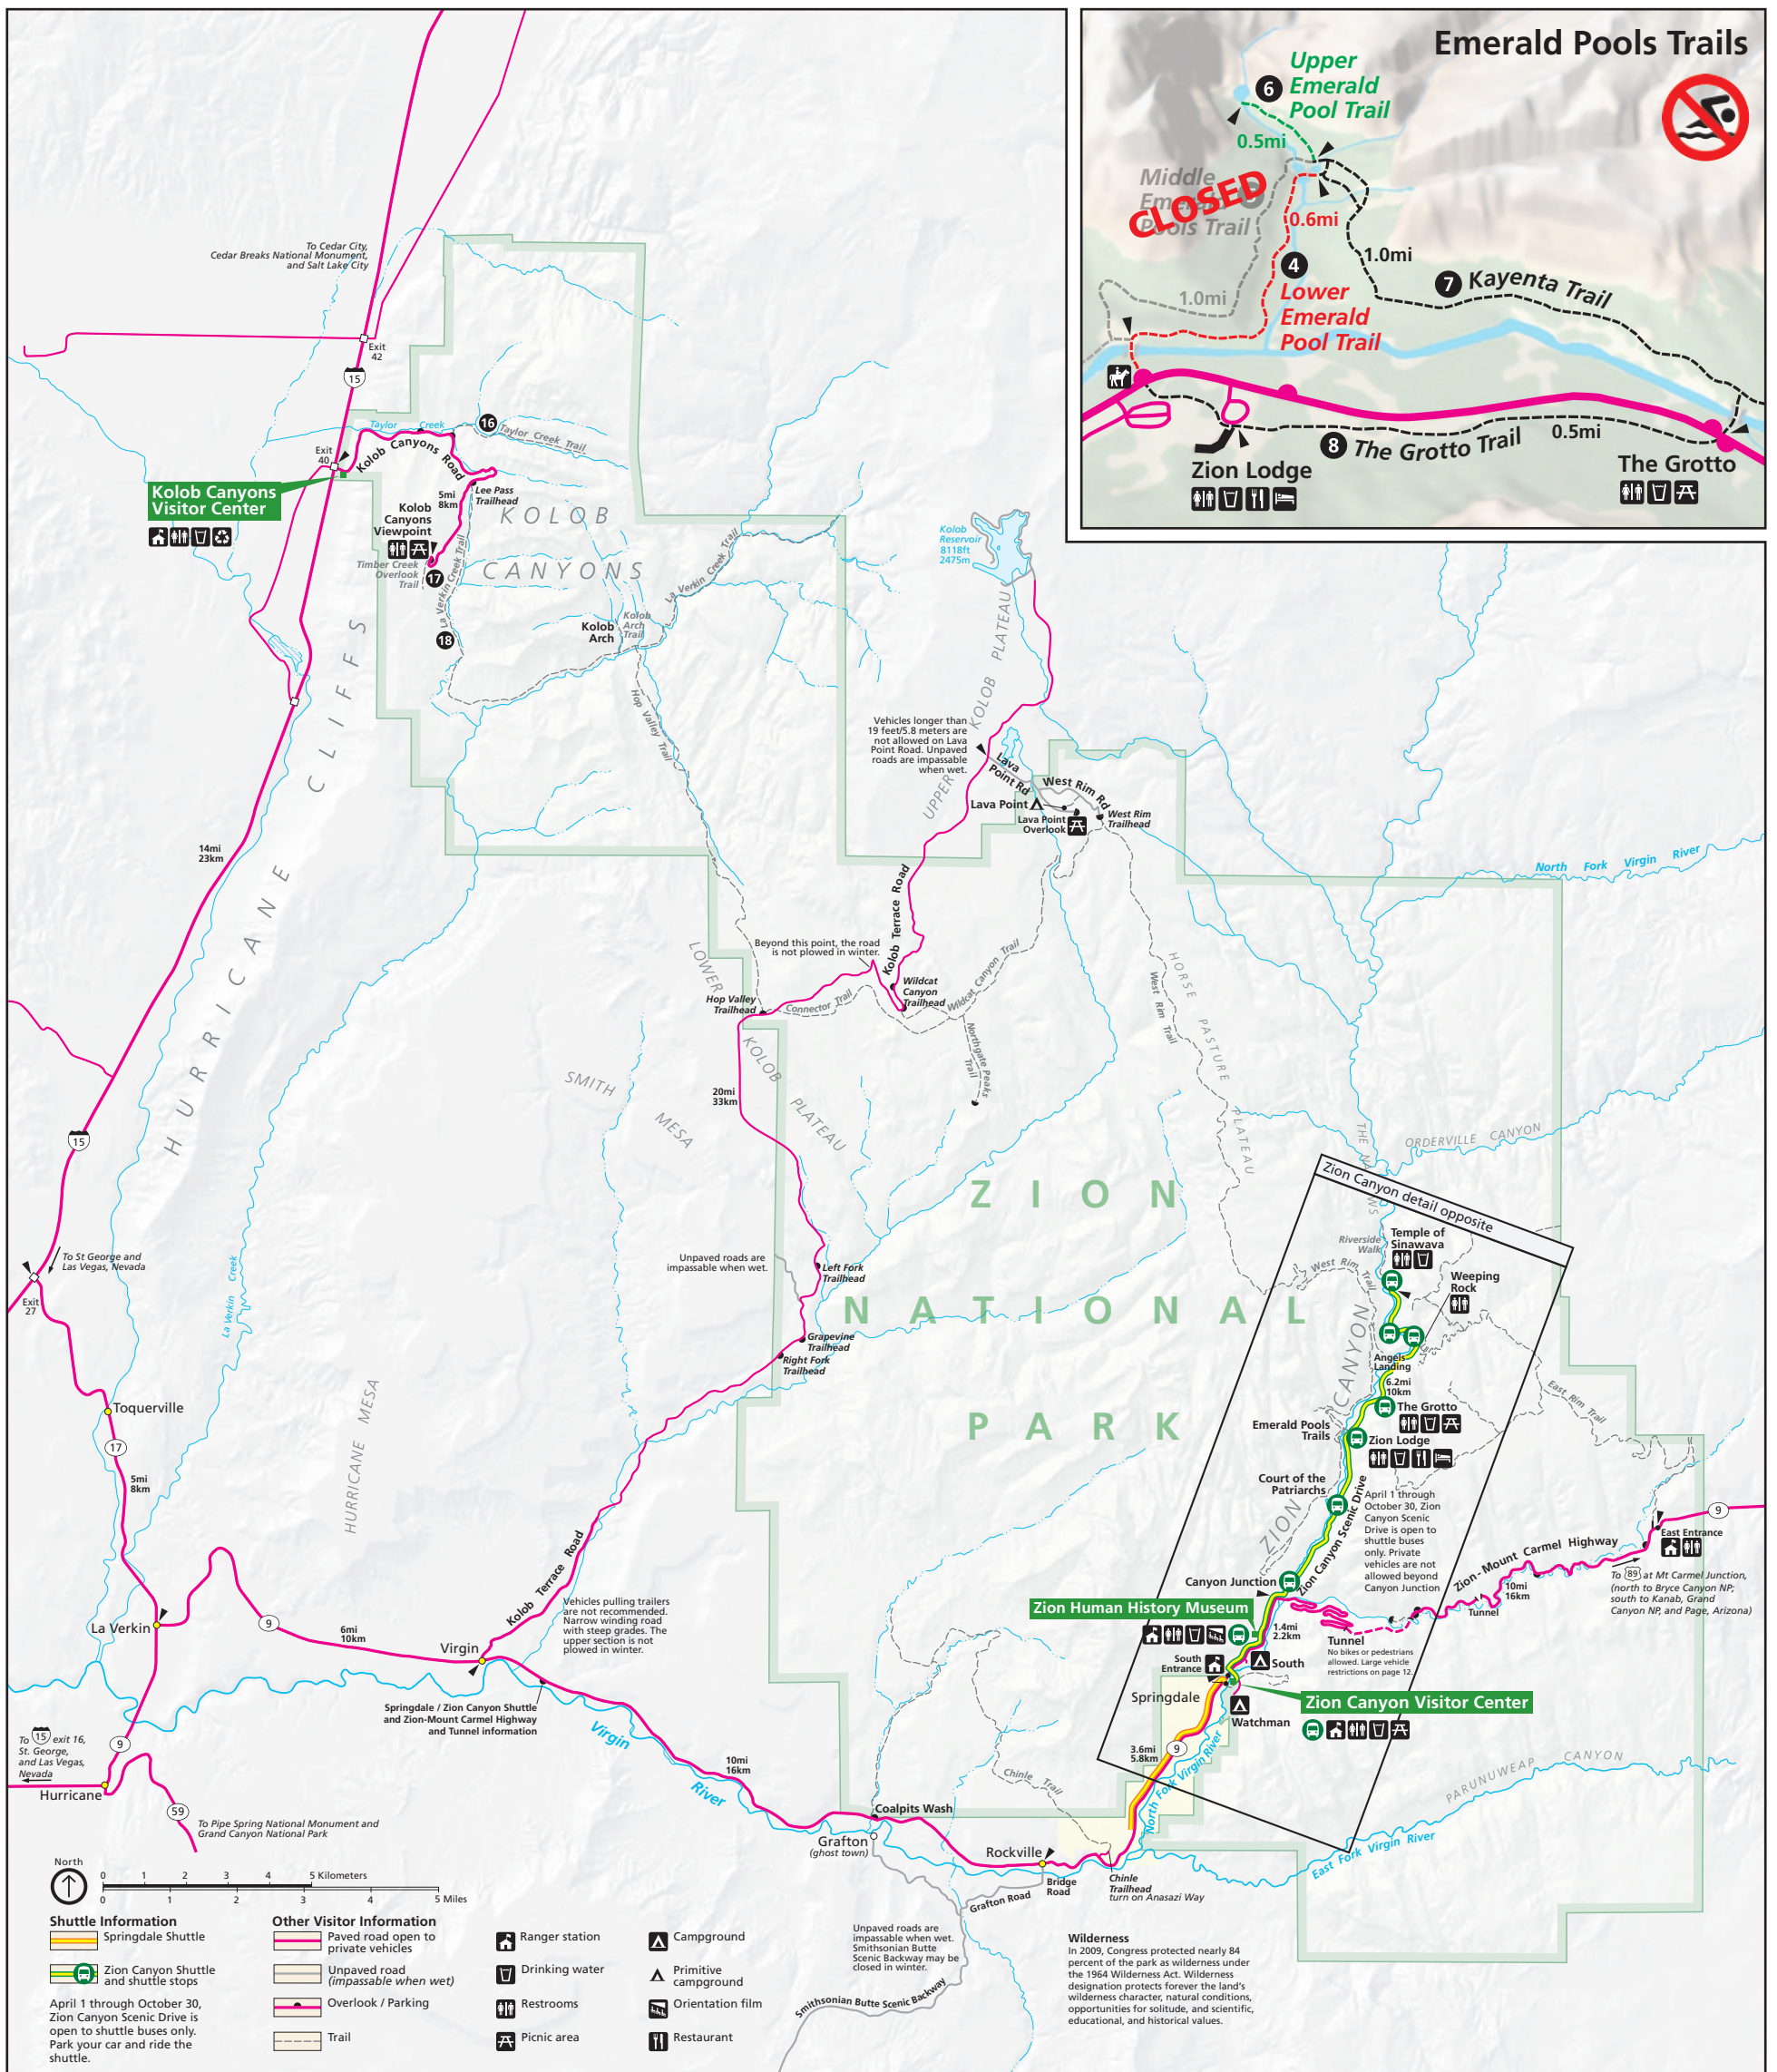 Emerald Pools Trails
6
Upper
Emerald
Pool Trail
0.5mi
Middle
Emerald
Pools Trail
CLOSED
0.6mi
1.0mi
4
Lower
Emerald
Pool Trail
1.0mi
7 Kayenta Trail
8 The Grotto Trail
0.5mi
Zion Lodge
The Grotto
To Cedar City,
Cedar Breaks National Monument,
and Salt Lake City
Exit
42
15
Taylor Creek
16
Taylor Creek Trail
Exit
40
Kolob Canyons Road
Kolob Canyons
Visitor Center
5mi
8km
Lee Pass
Trailhead
Kolob
Canyons
Viewpoint
KOLOB
CANYONS
Timber Creek
Overlook
Trail
17
La Verkin Creek Trail
18
La Verkin Creek Trail
Kolob
Arch
Kolob
Arch
Trail
Hop Valley Trail
Kolob
Reservoir
8118ft
2475m
UPPER KOLOB PLATEAU
Vehicles longer than
19 feet/5.8 meters are
not allowed on Lava
Point Road. Unpaved
roads are impassable
when wet.
Lava
Point Rd
West Rim Rd
Lava Point
Lava Point
Overlook
West Rim
Trailhead
HURRICANE CLIFFS
14mi
23km
North Fork Virgin River
Kolob Terrace Road
Beyond this point, the road
is not plowed in winter.
Wildcat
Canyon
Trailhead
Wildcat Canyon Trail
Hop Valley
Trailhead
Connector Trail
Northgate Peaks
Trail
LOWER KOLOB PLATEAU
West Rim Trail
HORSE PASTURE PLATEAU
SMITH MESA
20mi
33km
15
THE NARROWS
ORDERVILLE CANYON
Zion Canyon detail opposite
ZION
NATIONAL
PARK
To St George and
Las Vegas, Nevada
Exit
27
La Verkin Creek
Unpaved roads are
impassable when wet.
Left Fork
Trailhead
Grapevine
Trailhead
Right Fork
Trailhead
Riverside
Walk
Temple of
Sinawava
West Rim Trail
Weeping
Rock
Angels
Landing
6.2mi
10km
The Grotto
East Rim Trail
Emerald Pools
Trails
Zion Lodge
ZION CANYON
Court of the
Patriarchs
Zion Canyon Scenic Drive
April 1 through
October 30, Zion
Canyon Scenic
Drive is open to
shuttle buses
only. Private
vehicles are not
allowed beyond
Canyon Junction
Toquerville
17
5mi
8km
HURRICANE MESA
9
East Entrance
Zion-Mount Carmel Highway
10mi
16km
To 89 at Mt Carmel Junction,
(north to Bryce Canyon NP;
south to Kanab, Grand
Canyon NP, and Page, Arizona)
Tunnel
Canyon Junction
Zion Human History Museum
1.4mi
2.2km
Tunnel
No bikes or pedestrians
allowed. Large vehicle
restrictions on page 12.
South
Entrance
South
Springdale
Zion Canyon Visitor Center
Watchman
La Verkin
9
6mi
10km
Virgin
Kolob Terrace Road
Vehicles pulling trailers
are not recommended.
Narrow winding road
with steep grades. The
upper section is not
plowed in winter.
Springdale / Zion Canyon Shuttle
and Zion-Mount Carmel Highway
and Tunnel information
Virgin River
10mi
16km
To 15 exit 16,
St. George,
and Las Vegas,
Nevada
9
Hurricane
59
To Pipe Spring National Monument and
Grand Canyon National Park
3.6mi
5.8km
9
North Fork Virgin River
PARUNUWEAP CANYON
East Fork Virgin River
Chinle Trail
Coalpits Wash
Grafton
(ghost town)
Rockville
Bridge
Road
Chinle
Trailhead
turn on Anasazi Way
Grafton Road
Unpaved roads are
impassable when wet.
Smithsonian Butte
Scenic Backway may be
closed in winter.
Smithsonian Butte Scenic Backway
Wilderness
In 2009, Congress protected nearly 84
percent of the park as wilderness under
the 1964 Wilderness Act. Wilderness
designation protects forever the land's
wilderness character, natural conditions,
opportunities for solitude, and scientific,
educational, and historical values.
North
0 1 2 3 4 5 Kilometers
0 1 2 3 4 5 Miles
Shuttle Information
Springdale Shuttle
Zion Canyon Shuttle
and shuttle stops
April 1 through October 30,
Zion Canyon Scenic Drive is
open to shuttle buses only.
Park your car and ride the
shuttle.
Other Visitor Information
Paved road open to
private vehicles
Unpaved road
(impassable when wet)
Overlook / Parking
Trail
Ranger station
Drinking water
Restrooms
Picnic area
Campground
Primitive
campground
Orientation film
Restaurant